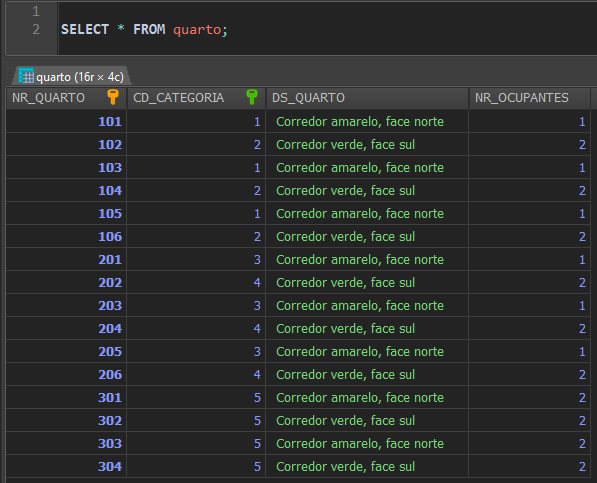 1
2 SELECT * FROM quarto;
quarto (16r × 4c)
NR_QUARTO CD_CATEGORIA DS_QUARTO NR_OCUPANTES
101 1 Corredor amarelo, face norte 1
102 2 Corredor verde, face sul 2
103 1 Corredor amarelo, face norte 1
104 2 Corredor verde, face sul 2
105 1 Corredor amarelo, face norte 1
106 2 Corredor verde, face sul 2
201 3 Corredor amarelo, face norte 1
202 4 Corredor verde, face sul 2
203 3 Corredor amarelo, face norte 1
204 4 Corredor verde, face sul 2
205 3 Corredor amarelo, face norte 1
206 4 Corredor verde, face sul 2
301 5 Corredor amarelo, face norte 2
302 5 Corredor verde, face sul 2
303 5 Corredor amarelo, face norte 2
304 5 Corredor verde, face sul 2